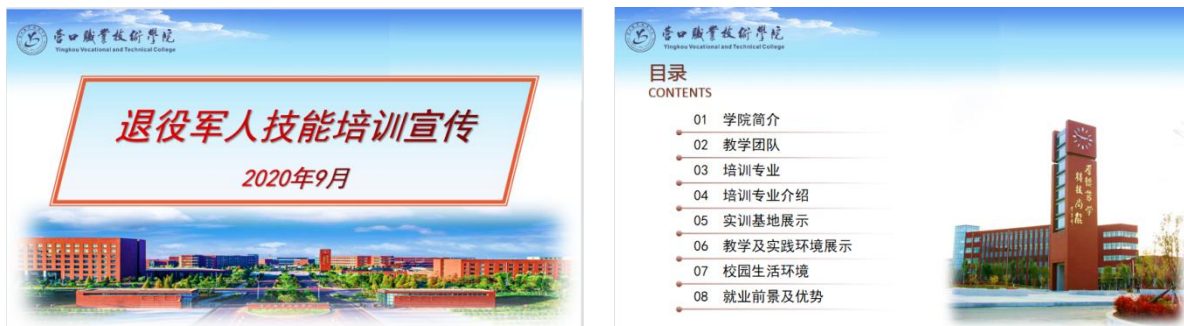 营口职业技术学院
Yingkou Vocational and Technical College
退役军人技能培训宣传
2020年9月
营口职业技术学院
Yingkou Vocational and Technical College
目录
CONTENTS
01 学院简介
02 教学团队
03 培训专业
04 培训专业介绍
05 实训基地展示
06 教学及实践环境展示
07 校园生活环境
08 就业前景及优势